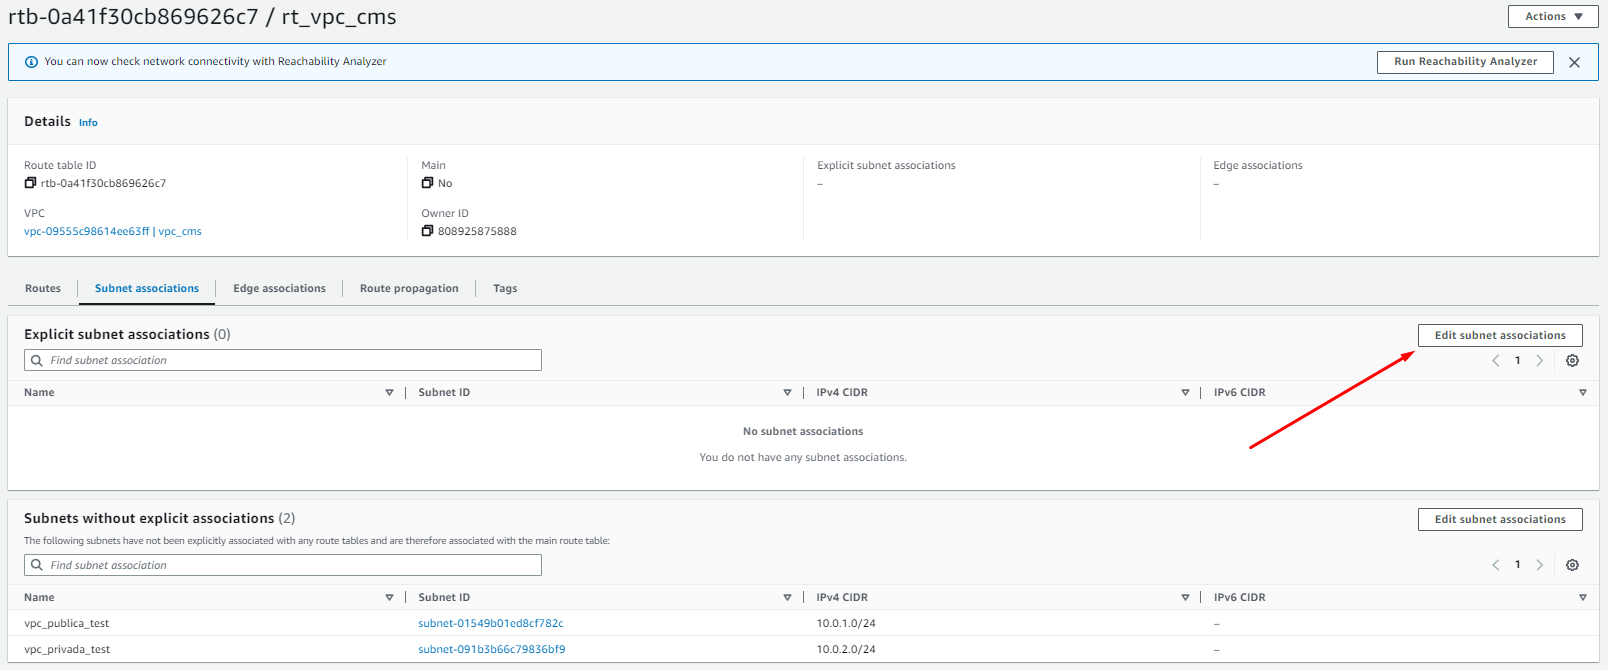 rtb-0a41f30cb869626c7 / rt_vpc_cms
Actions
You can now check network connectivity with Reachability Analyzer
Run Reachability Analyzer
Details Info
Route table ID
rtb-0a41f30cb869626c7
Main
No
Explicit subnet associations
–
Edge associations
–
VPC
vpc-09555c98614ee63ff | vpc_cms
Owner ID
808925875888
Routes
Subnet associations
Edge associations
Route propagation
Tags
Explicit subnet associations (0)
Edit subnet associations
Find subnet association
1
Name
Subnet ID
IPv4 CIDR
IPv6 CIDR
No subnet associations
You do not have any subnet associations.
Subnets without explicit associations (2)
Edit subnet associations
The following subnets have not been explicitly associated with any route tables and are therefore associated with the main route table:
Find subnet association
1
Name
Subnet ID
IPv4 CIDR
IPv6 CIDR
vpc_publica_test
subnet-01549b01ed8cf782c
10.0.1.0/24
–
vpc_privada_test
subnet-091b3b66c79836bf9
10.0.2.0/24
–